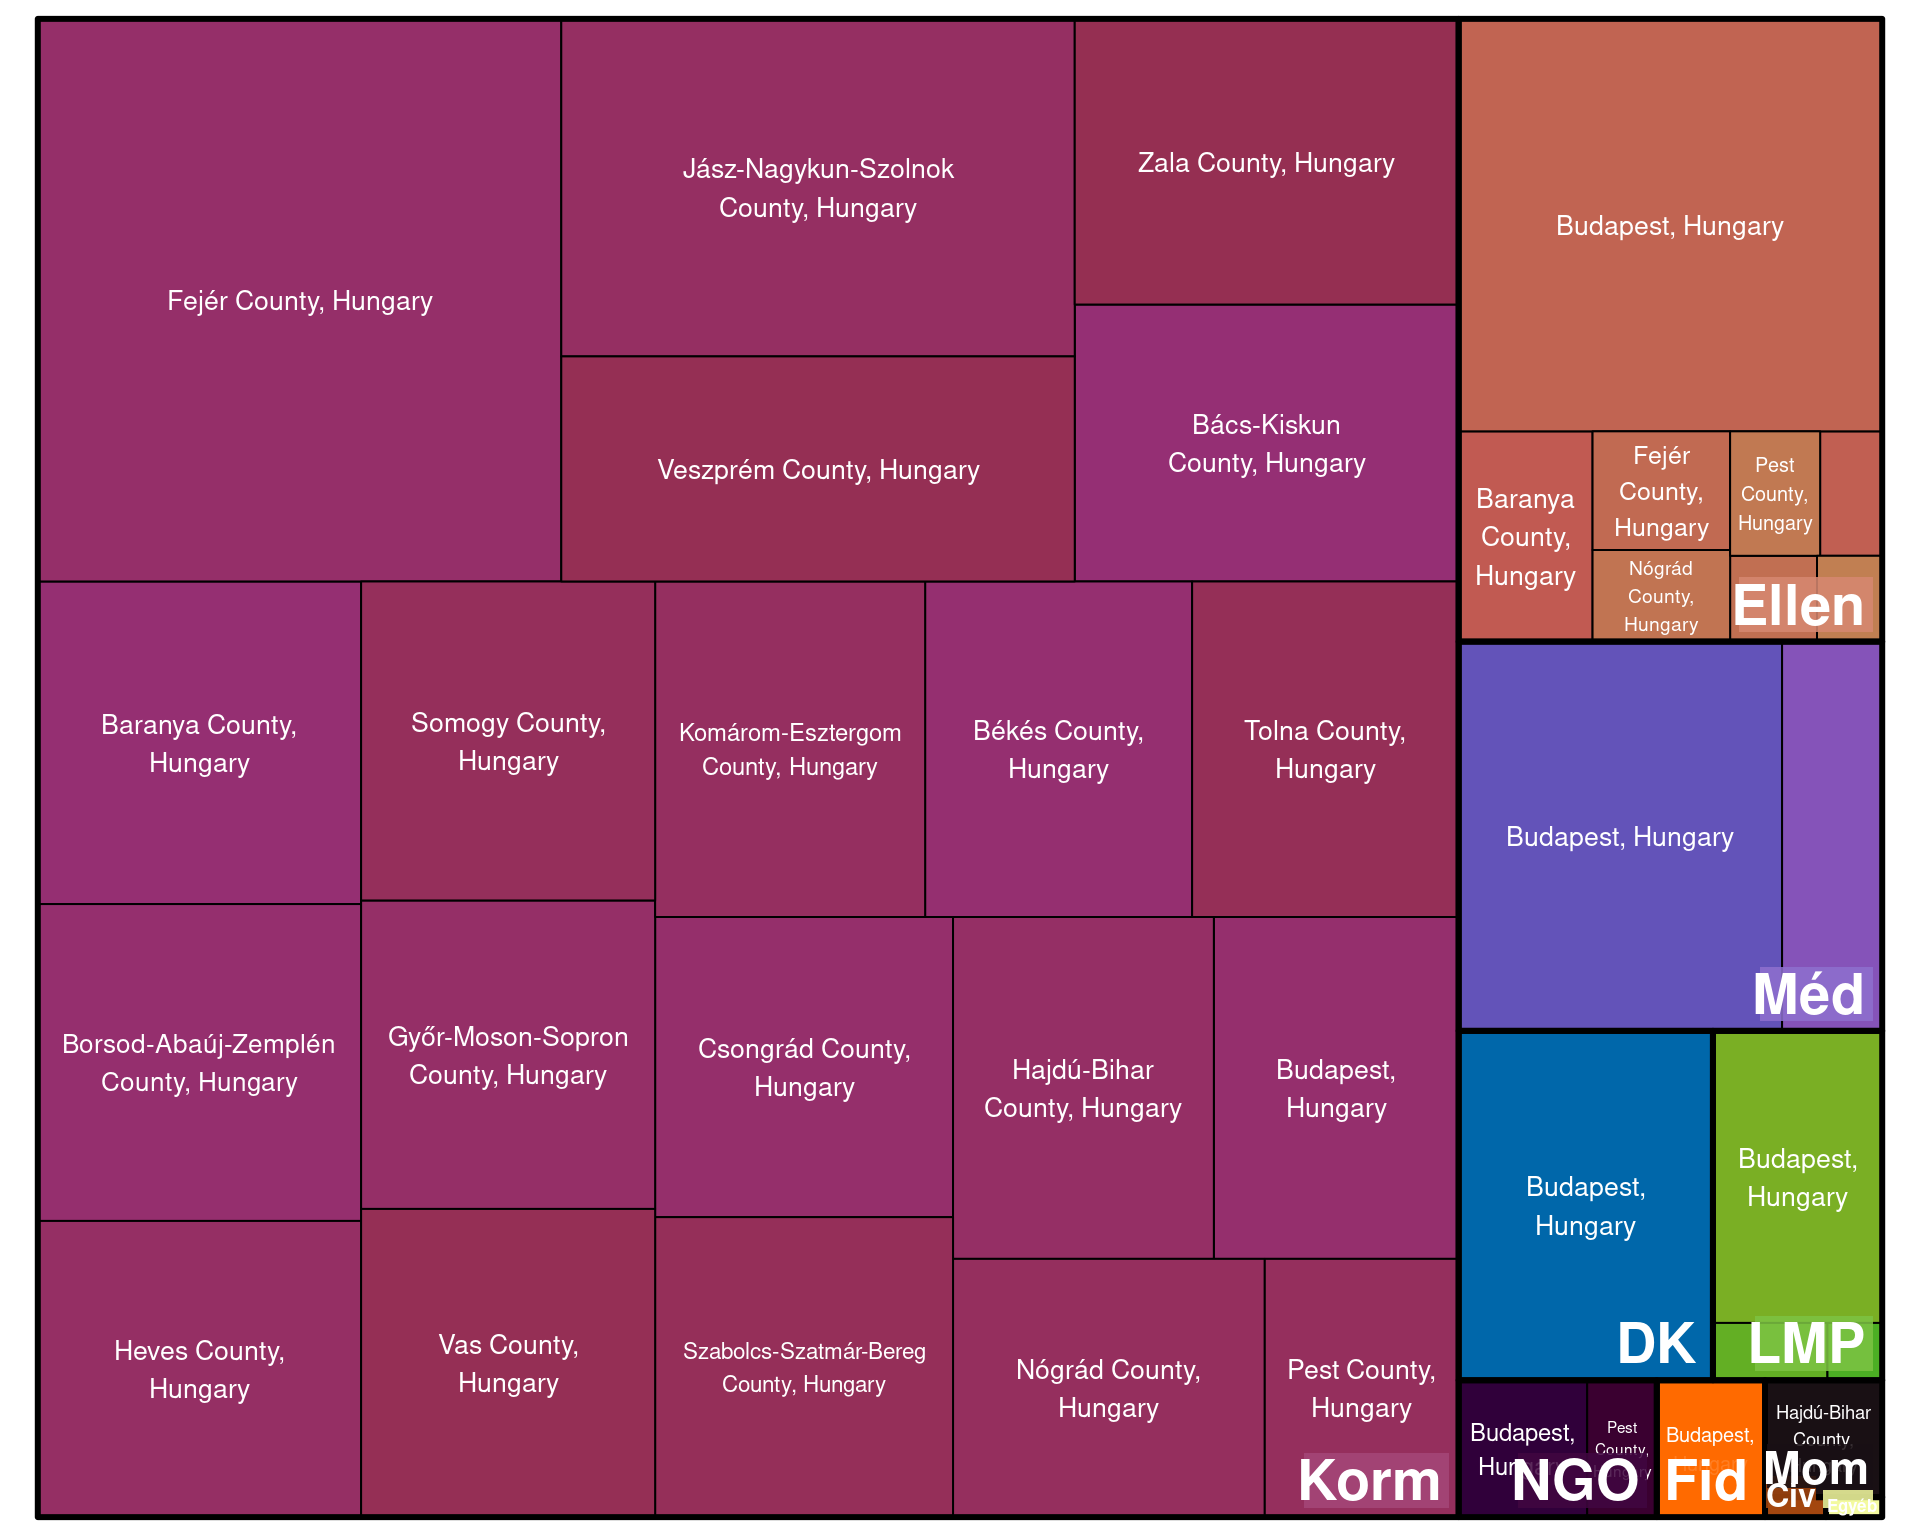 Fejér County, Hungary
Jász-Nagykun-Szolnok
County, Hungary
Zala County, Hungary
Veszprém County, Hungary
Bács-Kiskun
County, Hungary
Baranya County,
Hungary
Somogy County,
Hungary
Komárom-Esztergom
County, Hungary
Békés County,
Hungary
Tolna County,
Hungary
Borsod-Abaúj-Zemplén
County, Hungary
Győr-Moson-Sopron
County, Hungary
Csongrád County,
Hungary
Hajdú-Bihar
County, Hungary
Budapest,
Hungary
Heves County,
Hungary
Vas County,
Hungary
Szabolcs-Szatmár-Bereg
County, Hungary
Nógrád County,
Hungary
Pest County,
Hungary
Korm
Budapest, Hungary
Baranya
County,
Hungary
Fejér
County,
Hungary
Nógrád
County,
Hungary
Pest
County,
Hungary
Ellen
Budapest, Hungary
Méd
Budapest,
Hungary
DK
Budapest,
Hungary
LMP
Budapest,
Hungary
Pest
County,
NGO
Budapest,
Fid
Hajdú-Bihar
County,
Mom
Civ
Egyéb